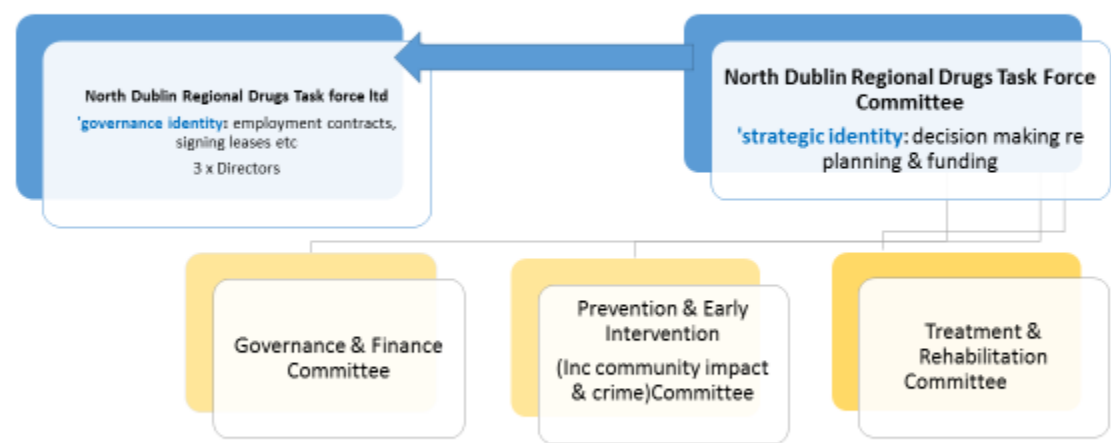 North Dublin Regional Drugs Task force ltd
'governance identity: employment contracts,
signing leases etc
3 x Directors
North Dublin Regional Drugs Task Force
Committee
'strategic identity: decision making re
planning & funding
Governance & Finance
Committee
Prevention & Early
Intervention
(Inc community impact
& crime)Committee
Treatment &
Rehabilitation
Committee